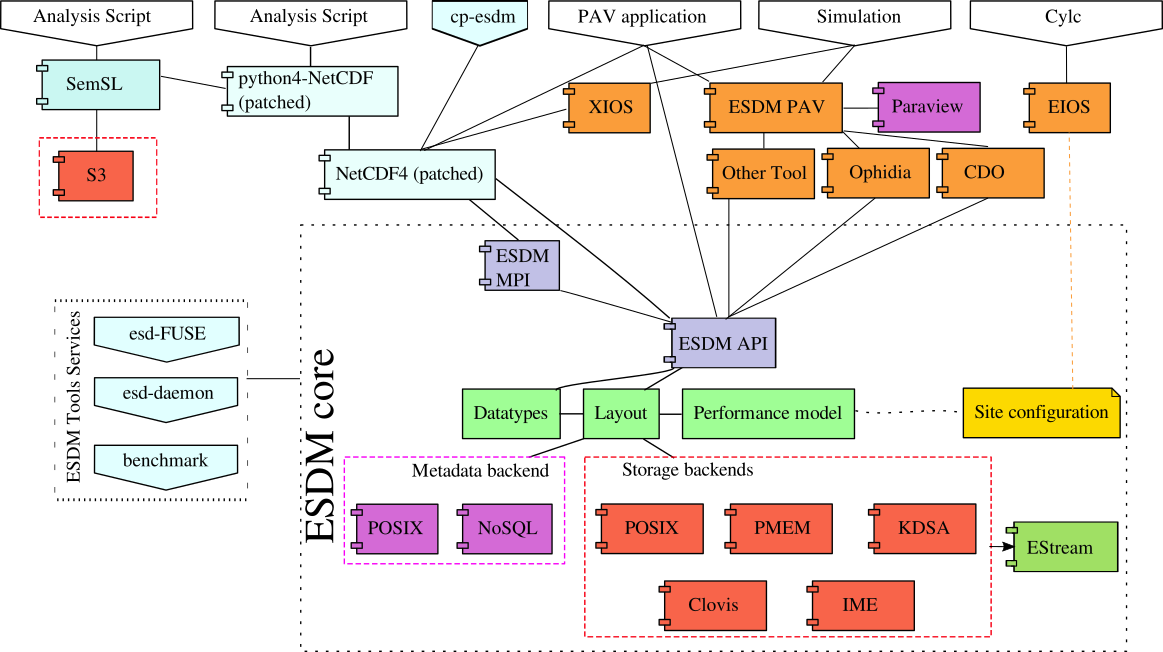 Analysis Script
Analysis Script
cp-esdm
PAV application
Simulation
Cylc
SemSL
python4-NetCDF
(patched)
XIOS
ESDM PAV
Paraview
EIOS
S3
NetCDF4 (patched)
Other Tool
Ophidia
CDO
ESDM
MPI
ESDM Tools Services
esd-FUSE
esd-daemon
benchmark
ESDM core
ESDM API
Datatypes
Layout
Performance model
Site configuration
Metadata backend
POSIX
NoSQL
Storage backends
POSIX
PMEM
KDSA
Clovis
IME
EStream